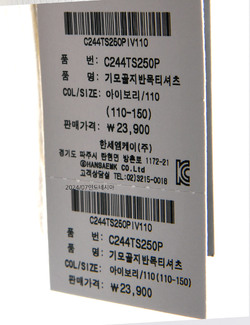 C244TS250PIV110
품 번: C244TS250P
품 명: 기모골지반목티셔츠
COL/SIZE: 아이보리/110
(110-150)
판매가격: ₩23,900
한세엠케이(주)
경기도 파주시 탄현면 방촌로 1172-21
@HANSAEMK CO.Ltd
고객상담실 TEL:02)3215-0018
C244TS250PIV110
품 번: C244TS250P
품 명: 기모골지반목티셔츠
COL/SIZE: 아이보리/110(110-150)
판매가격: ₩23,900